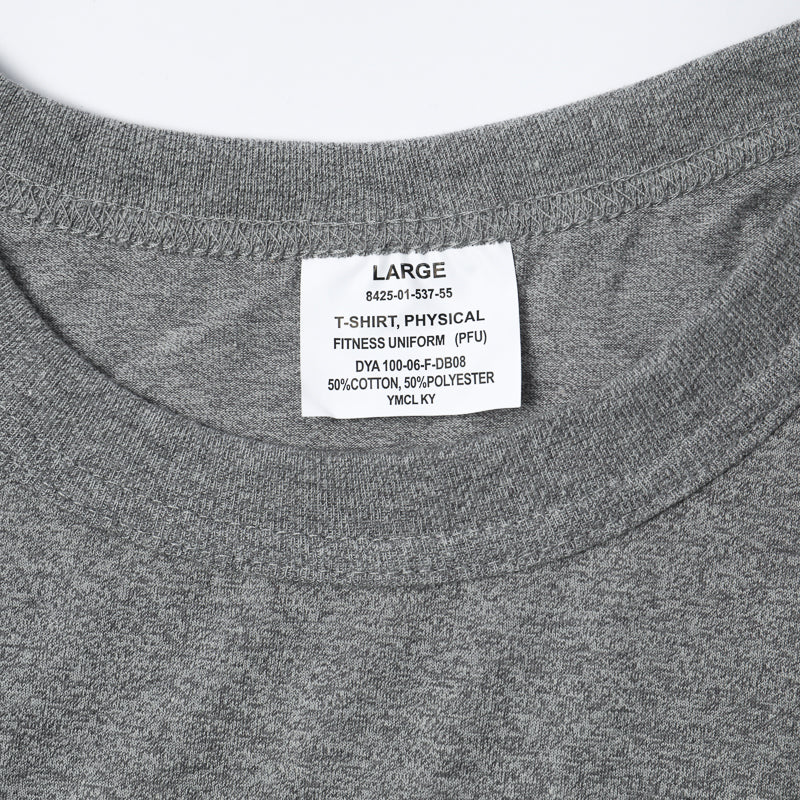 LARGE
8425-01-537-55
T-SHIRT, PHYSICAL
FITNESS UNIFORM (PFU)
DYA 100-06-F-DB08
50%COTTON, 50%POLYESTER
YMCL KY